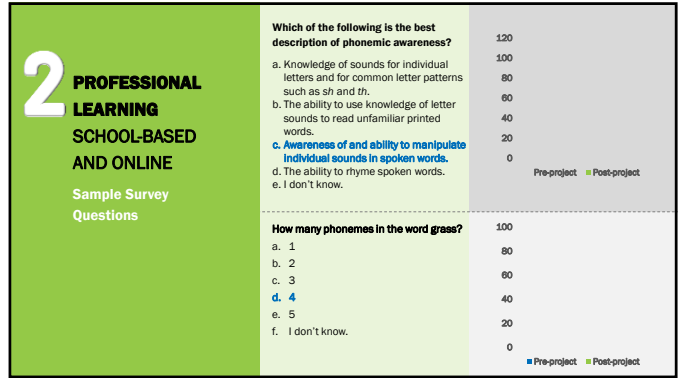 2
PROFESSIONAL
LEARNING
SCHOOL-BASED
AND ONLINE
Sample Survey
Questions
Which of the following is the best
description of phonemic awareness?
a. Knowledge of sounds for individual
letters and for common letter patterns
such as sh and th.
b. The ability to use knowledge of letter
sounds to read unfamiliar printed
words.
c. Awareness of and ability to manipulate
individual sounds in spoken words.
d. The ability to rhyme spoken words.
e. I don't know.
120
100
80
60
40
20
0
Pre-project Post-project
How many phonemes in the word grass?
a. 1
b. 2
c. 3
d. 4
e. 5
f. I don't know.
100
80
60
40
20
0
Pre-project Post-project